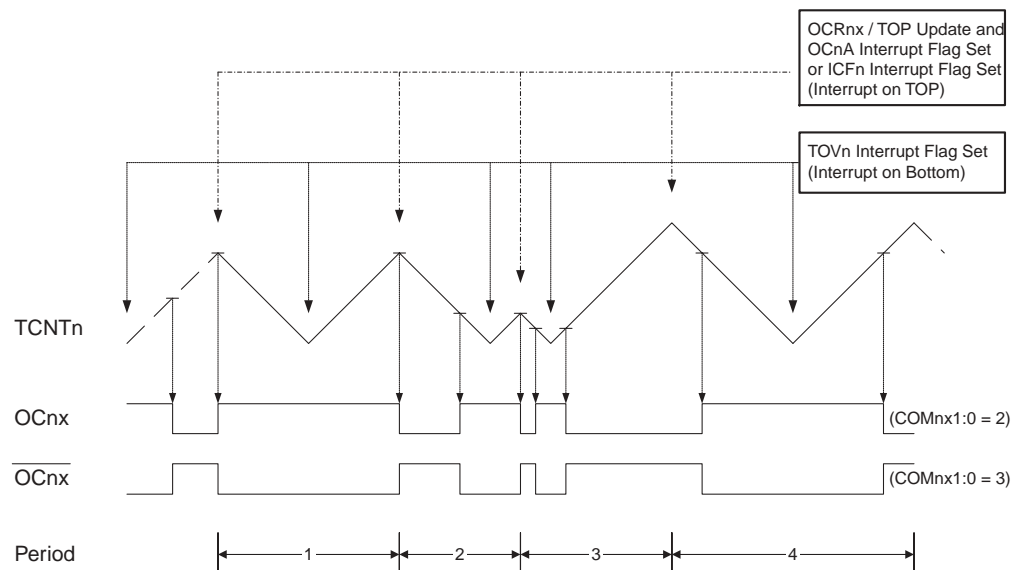 OCRnx / TOP Update and
OCnA Interrupt Flag Set
or ICFn Interrupt Flag Set
(Interrupt on TOP)
TOVn Interrupt Flag Set
(Interrupt on Bottom)
TCNTn
OCnx
(COMnx1:0 = 2)
OCnx
(COMnx1:0 = 3)
Period
1
2
3
4